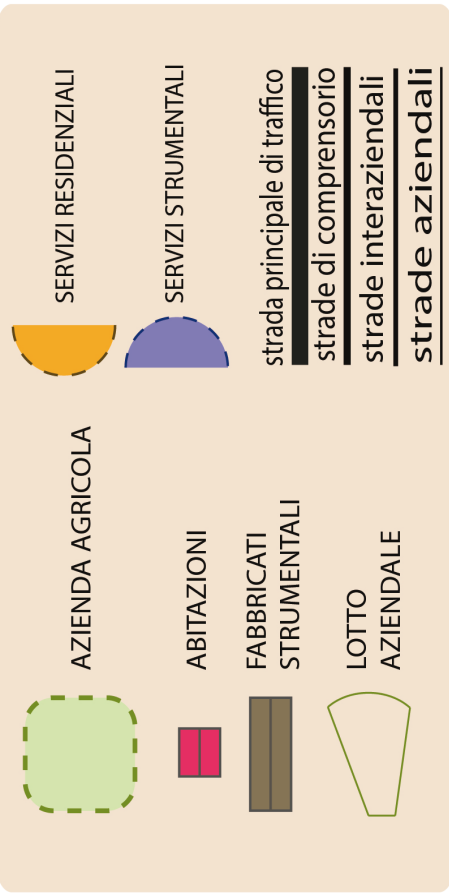 AZIENDA AGRICOLA
ABITAZIONI
FABBRICATI
STRUMENTALI
LOTTO
AZIENDALE
SERVIZI RESIDENZIALI
SERVIZI STRUMENTALI
strada principale di traffico
strade di comprensorio
strade interaziendali
strade aziendali